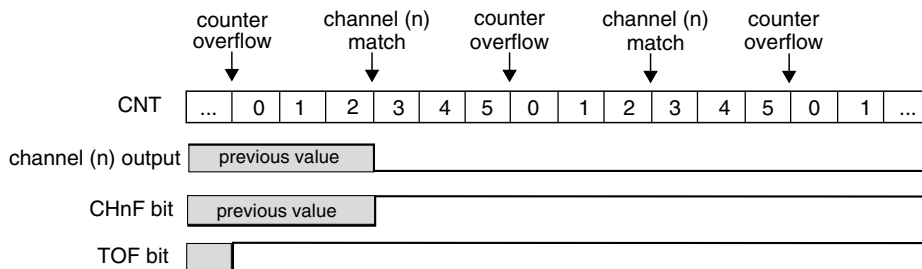 counter overflow
channel (n) match
counter overflow
channel (n) match
counter overflow
CNT ... 0 1 2 3 4 5 0 1 2 3 4 5 0 1 ...
channel (n) output previous value
CHnF bit previous value
TOF bit